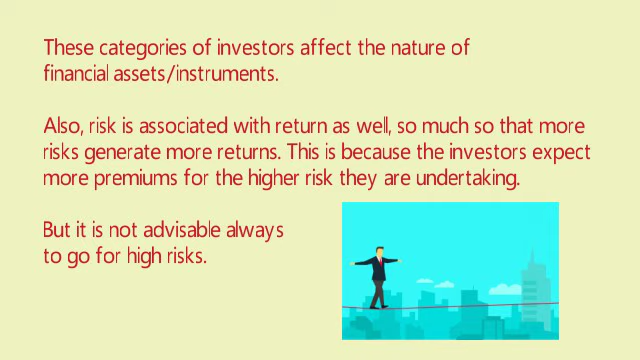 These categories of investors affect the nature of
financial assets/instruments.
Also, risk is associated with return as well, so much so that more
risks generate more returns. This is because the investors expect
more premiums for the higher risk they are undertaking.
But it is not advisable always
to go for high risks.